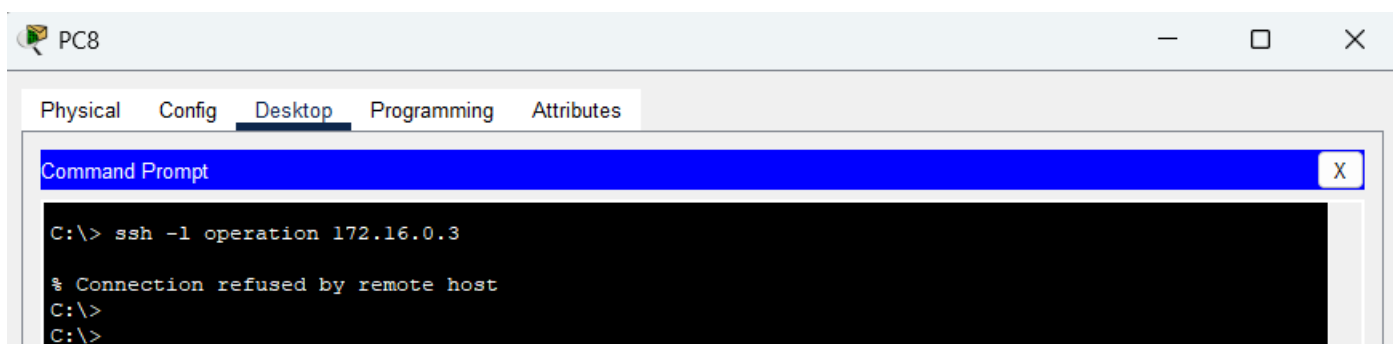 PC8
Physical Config Desktop Programming Attributes
Command Prompt
X
C:\> ssh -l operation 172.16.0.3
% Connection refused by remote host
C:\>
C:\>